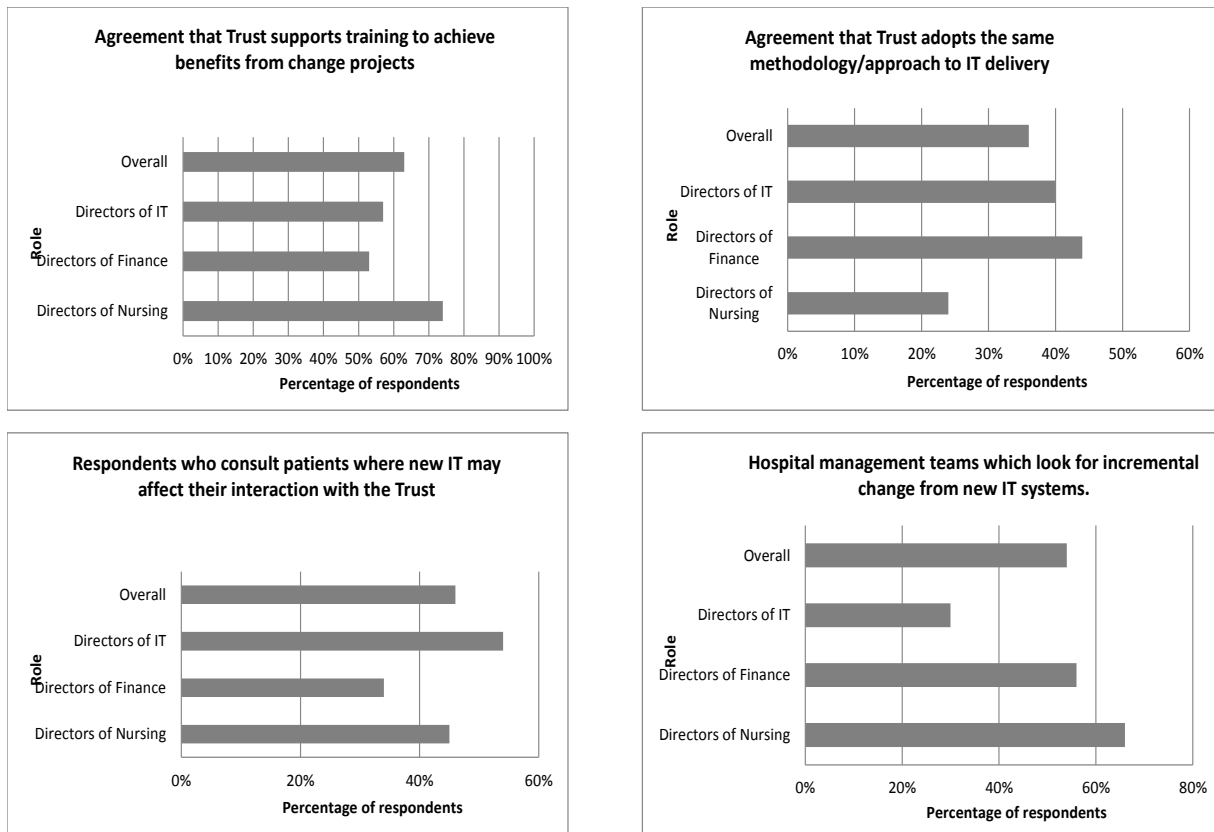 Agreement that Trust supports training to achieve
benefits from change projects
Overall
Directors of IT
Directors of Finance
Directors of Nursing
Role
0% 10% 20% 30% 40% 50% 60% 70% 80% 90% 100%
Percentage of respondents
Agreement that Trust adopts the same
methodology/approach to IT delivery
Overall
Directors of IT
Directors of
Finance
Directors of
Nursing
Role
0% 10% 20% 30% 40% 50% 60%
Percentage of respondents
Respondents who consult patients where new IT may
affect their interaction with the Trust
Overall
Directors of IT
Directors of Finance
Directors of Nursing
Role
0% 20% 40% 60%
Percentage of respondents
Hospital management teams which look for incremental
change from new IT systems.
Overall
Directors of IT
Directors of Finance
Directors of Nursing
Role
0% 20% 40% 60% 80%
Percentage of respondents